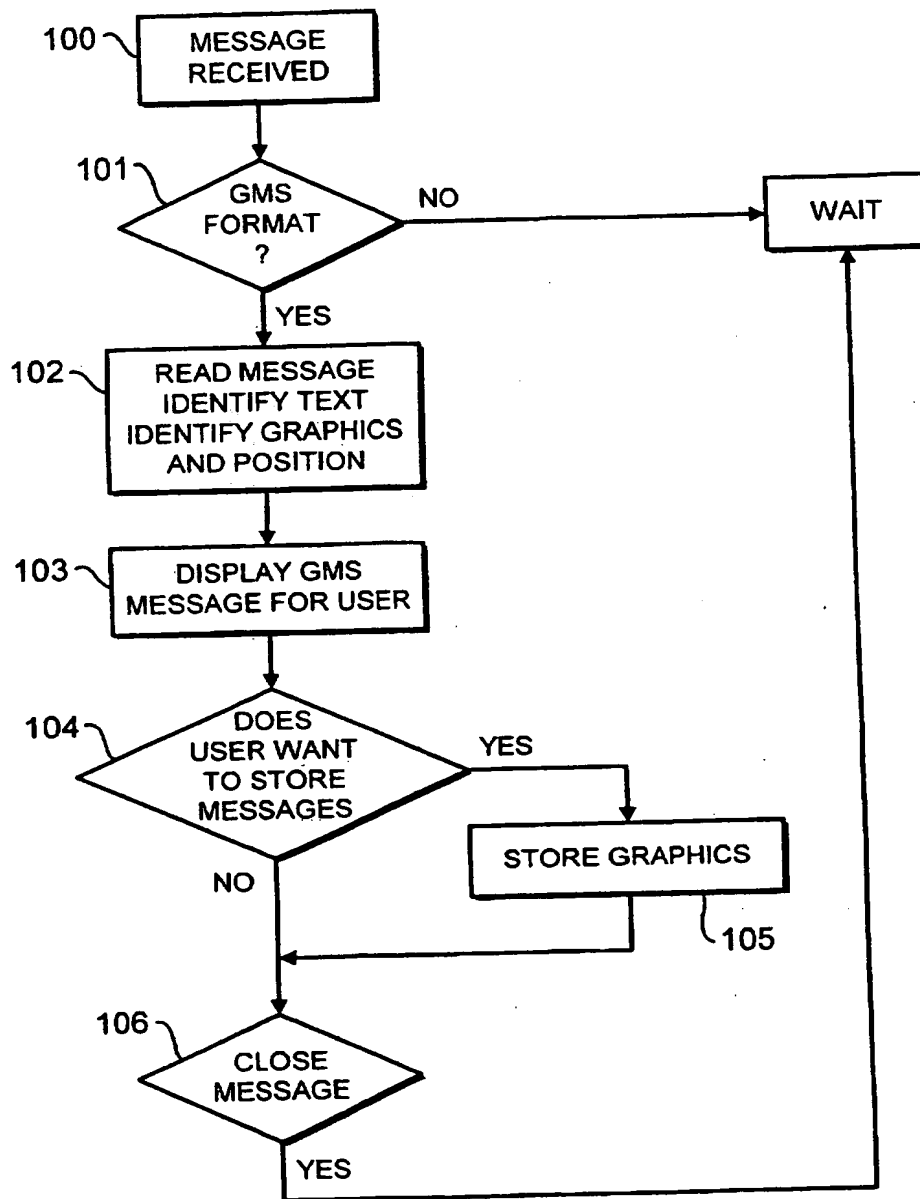 100
MESSAGE
RECEIVED
101
GMS
FORMAT
?
NO
WAIT
YES
102
READ MESSAGE
IDENTIFY TEXT
IDENTIFY GRAPHICS
AND POSITION
103
DISPLAY GMS
MESSAGE FOR USER
104
DOES
USER WANT
TO STORE
MESSAGES
YES
STORE GRAPHICS
NO
105
106
CLOSE
MESSAGE
YES